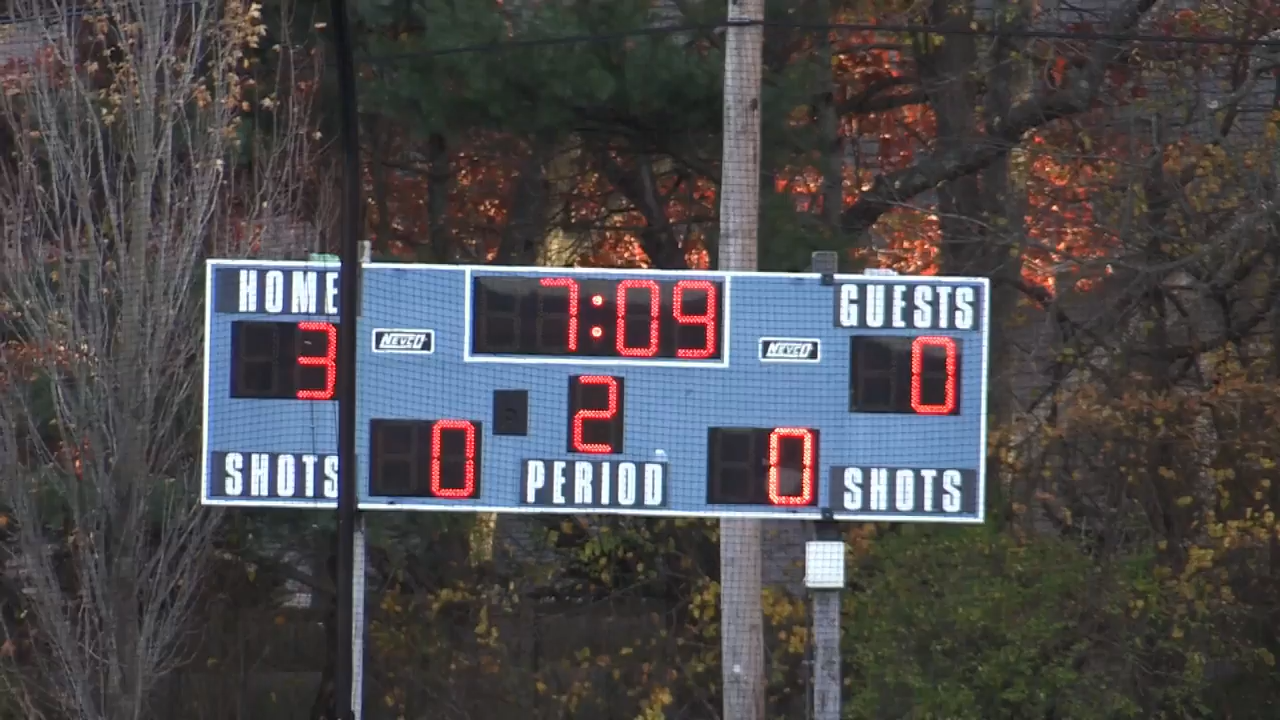 HOME 7:09 GUESTS
3 NEVCO NEVCO 0
2
0 0
SHOTS PERIOD SHOTS